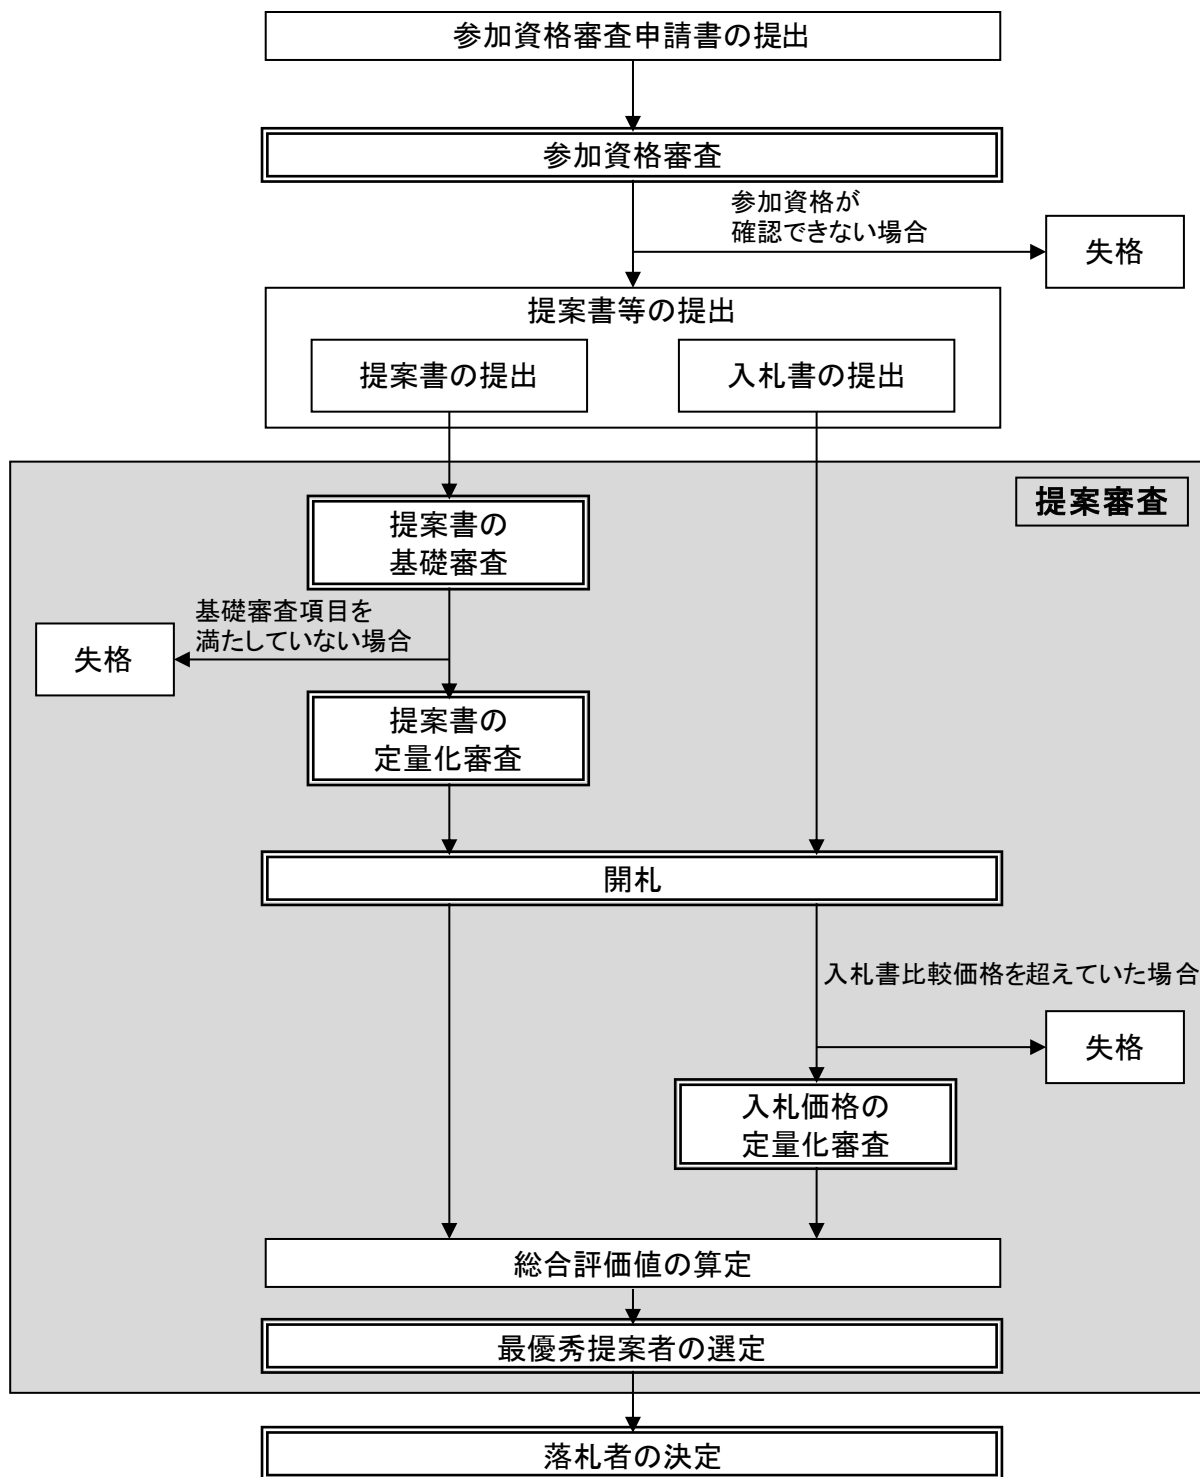 参加資格審査申請書の提出
参加資格審査
参加資格が
確認できない場合
失格
提案書等の提出
提案書の提出
入札書の提出
提案審査
提案書の
基礎審査
基礎審査項目を
満たしていない場合
失格
提案書の
定量化審査
開札
入札書比較価格を超えていた場合
失格
入札価格の
定量化審査
総合評価値の算定
最優秀提案者の選定
落札者の決定